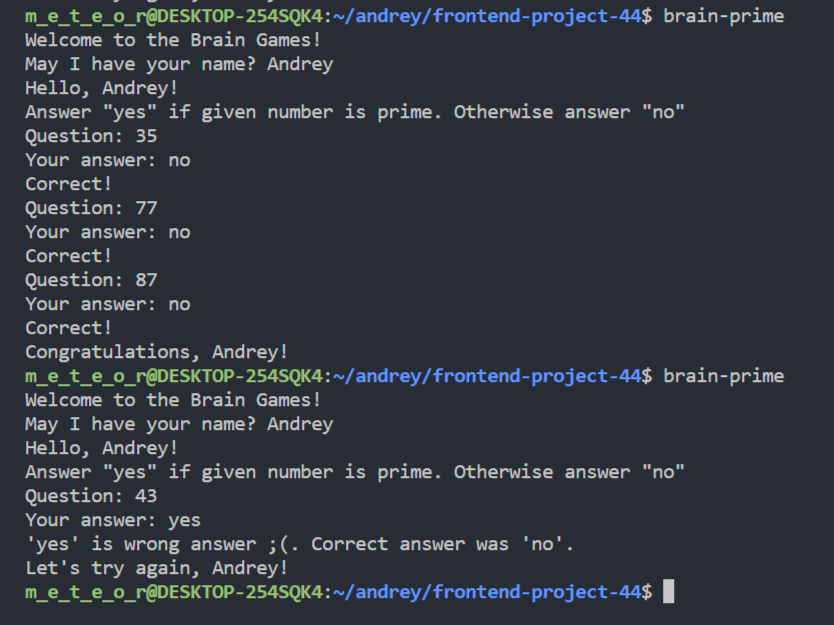 m_e_t_e_o_r@DESKTOP-254SQK4:~/andrey/frontend-project-44$ brain-prime
Welcome to the Brain Games!
May I have your name? Andrey
Hello, Andrey!
Answer "yes" if given number is prime. Otherwise answer "no"
Question: 35
Your answer: no
Correct!
Question: 77
Your answer: no
Correct!
Question: 87
Your answer: no
Correct!
Congratulations, Andrey!
m_e_t_e_o_r@DESKTOP-254SQK4:~/andrey/frontend-project-44$ brain-prime
Welcome to the Brain Games!
May I have your name? Andrey
Hello, Andrey!
Answer "yes" if given number is prime. Otherwise answer "no"
Question: 43
Your answer: yes
'yes' is wrong answer ;(. Correct answer was 'no'.
Let's try again, Andrey!
m_e_t_e_o_r@DESKTOP-254SQK4:~/andrey/frontend-project-44$